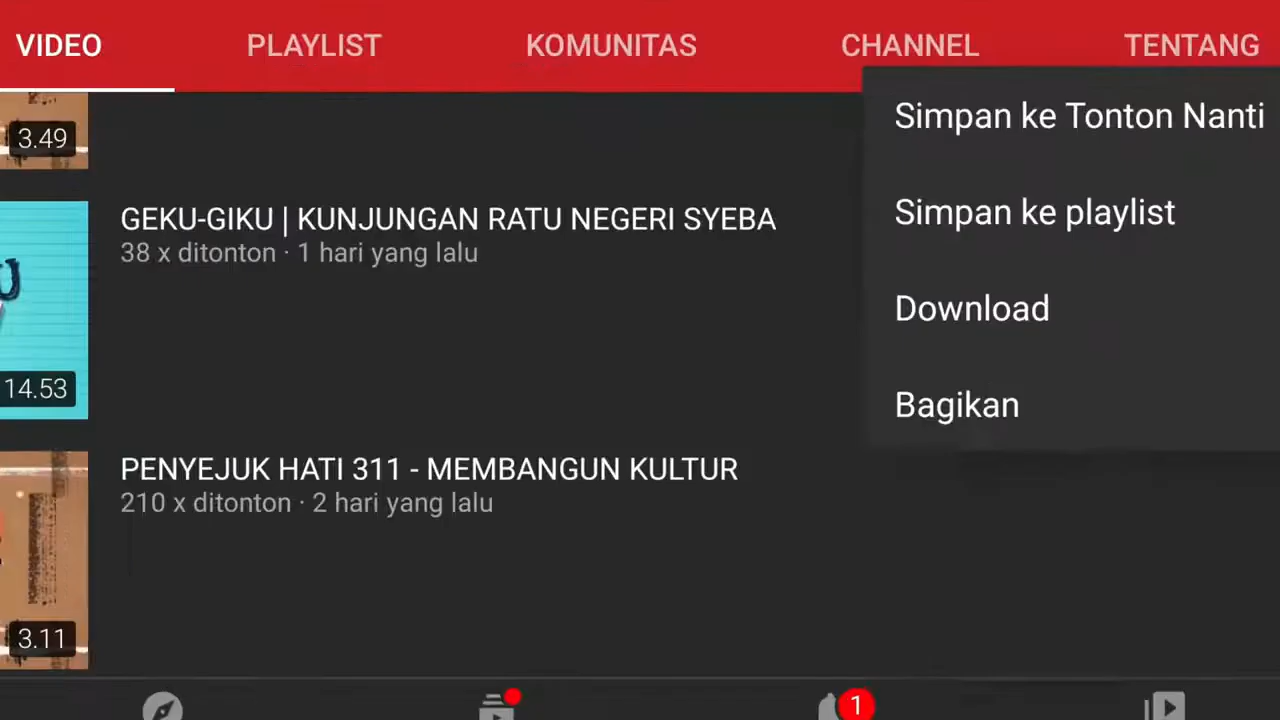 VIDEO PLAYLIST KOMUNITAS CHANNEL TENTANG
Simpan ke Tonton Nanti
Simpan ke playlist
Download
Bagikan
3.49
GEKU-GIKU | KUNJUNGAN RATU NEGERI SYEBA
38 x ditonton · 1 hari yang lalu
14.53
PENYEJUK HATI 311 - MEMBANGUN KULTUR
210 x ditonton · 2 hari yang lalu
3.11
1